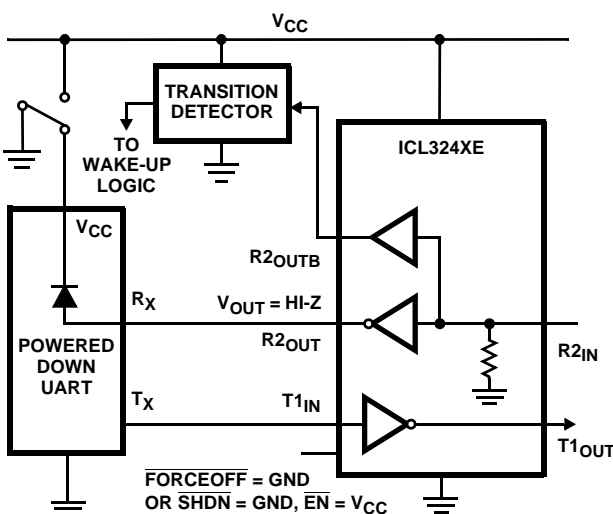 VCC
TRANSITION
DETECTOR
TO
WAKE-UP
LOGIC
ICL324XE
VCC
R2OUTB
RX
VOUT = HI-Z
POWERED
DOWN
UART
R2OUT
R2IN
TX
T1IN
T1OUT
FORCEOFF = GND
OR SHDN = GND, EN = VCC